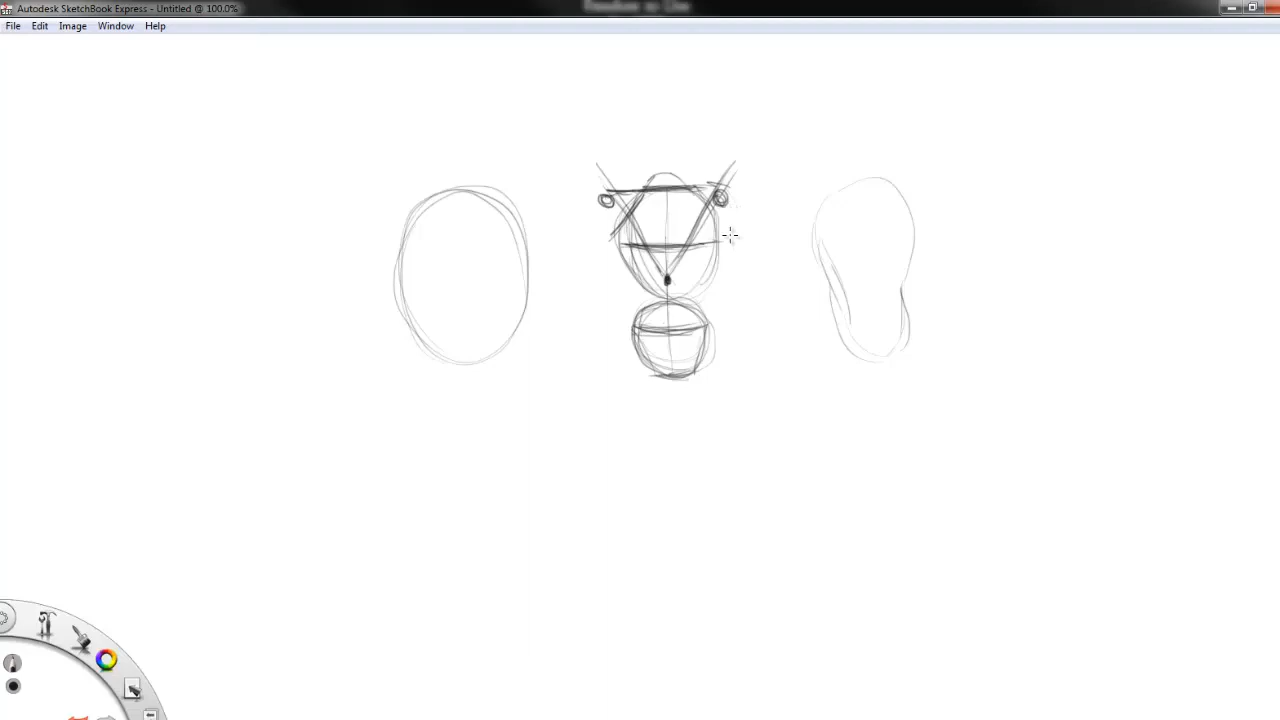 Autodesk SketchBook Express - Untitled @ 100.0%
File Edit Image Window Help